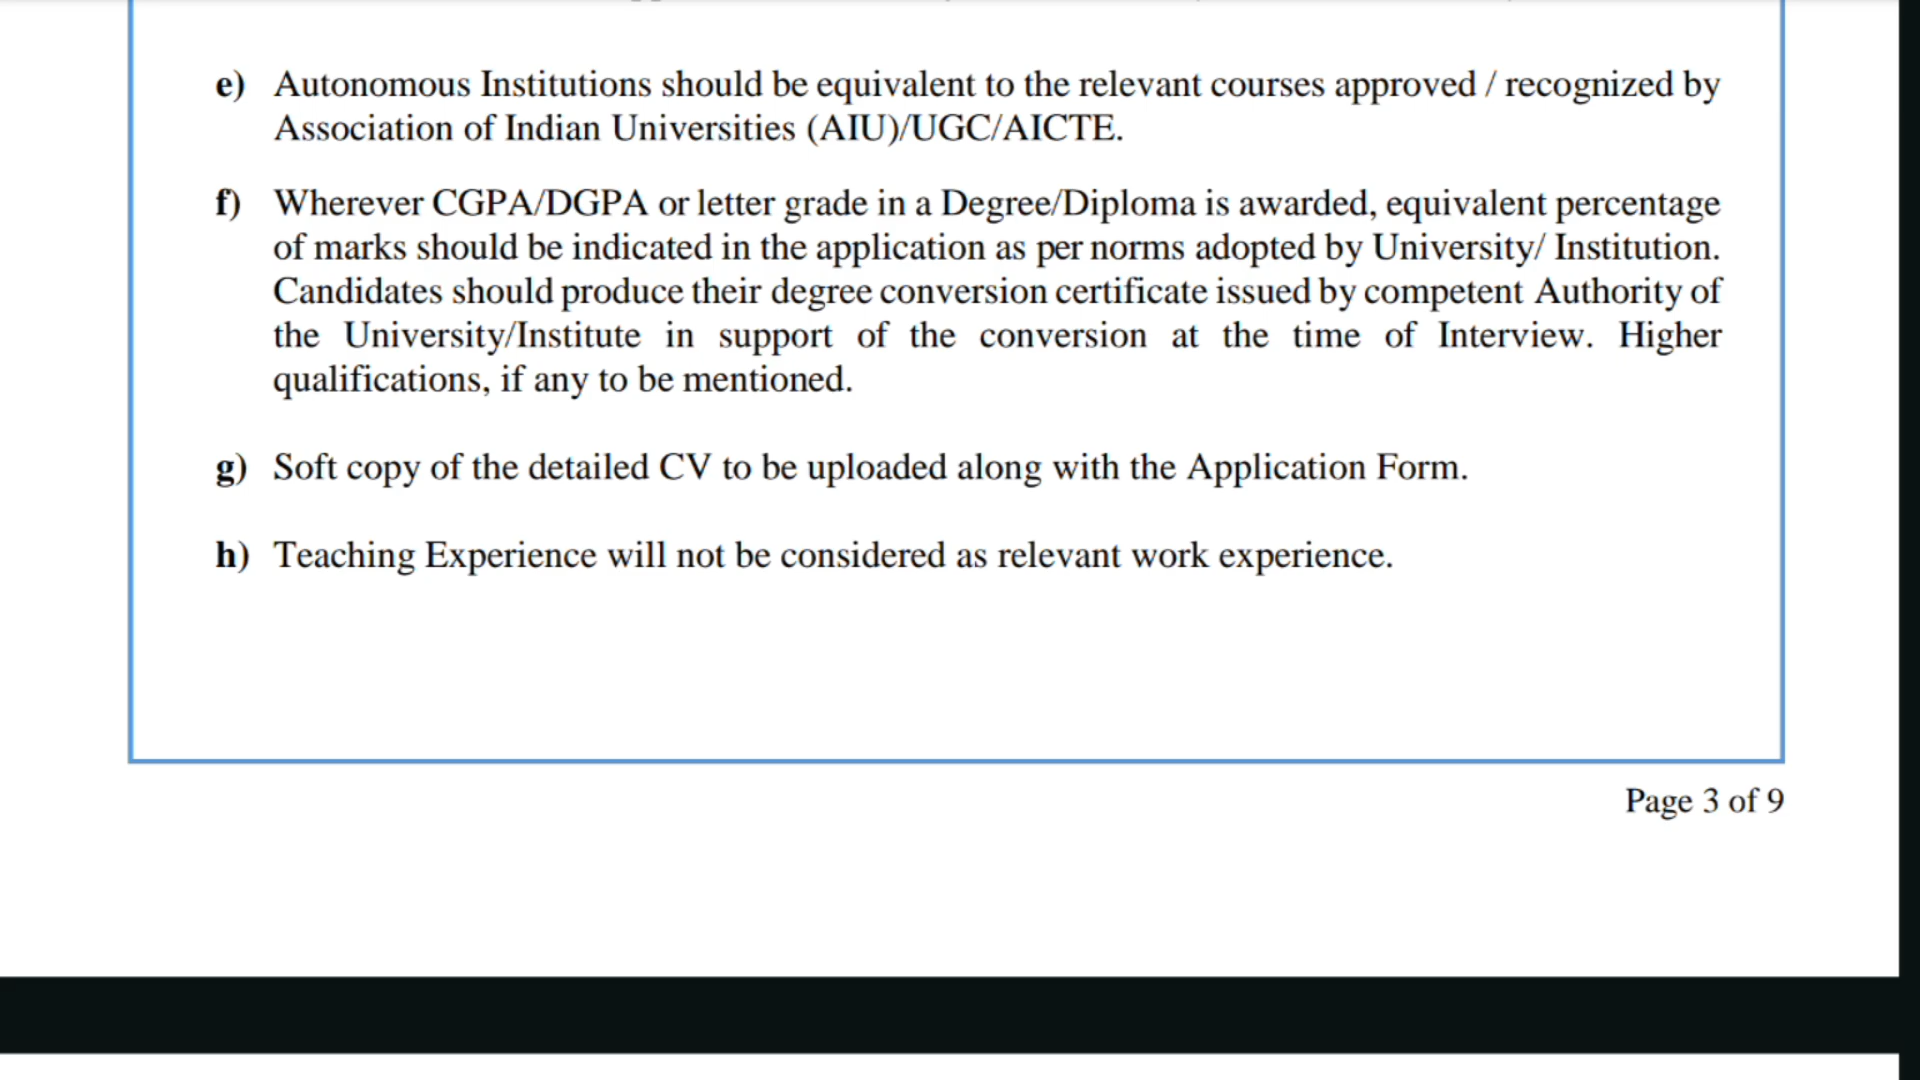 e) Autonomous Institutions should be equivalent to the relevant courses approved / recognized by
Association of Indian Universities (AIU)/UGC/AICTE.
f) Wherever CGPA/DGPA or letter grade in a Degree/Diploma is awarded, equivalent percentage
of marks should be indicated in the application as per norms adopted by University/ Institution.
Candidates should produce their degree conversion certificate issued by competent Authority of
the University/Institute in support of the conversion at the time of Interview. Higher
qualifications, if any to be mentioned.
g) Soft copy of the detailed CV to be uploaded along with the Application Form.
h) Teaching Experience will not be considered as relevant work experience.
Page 3 of 9